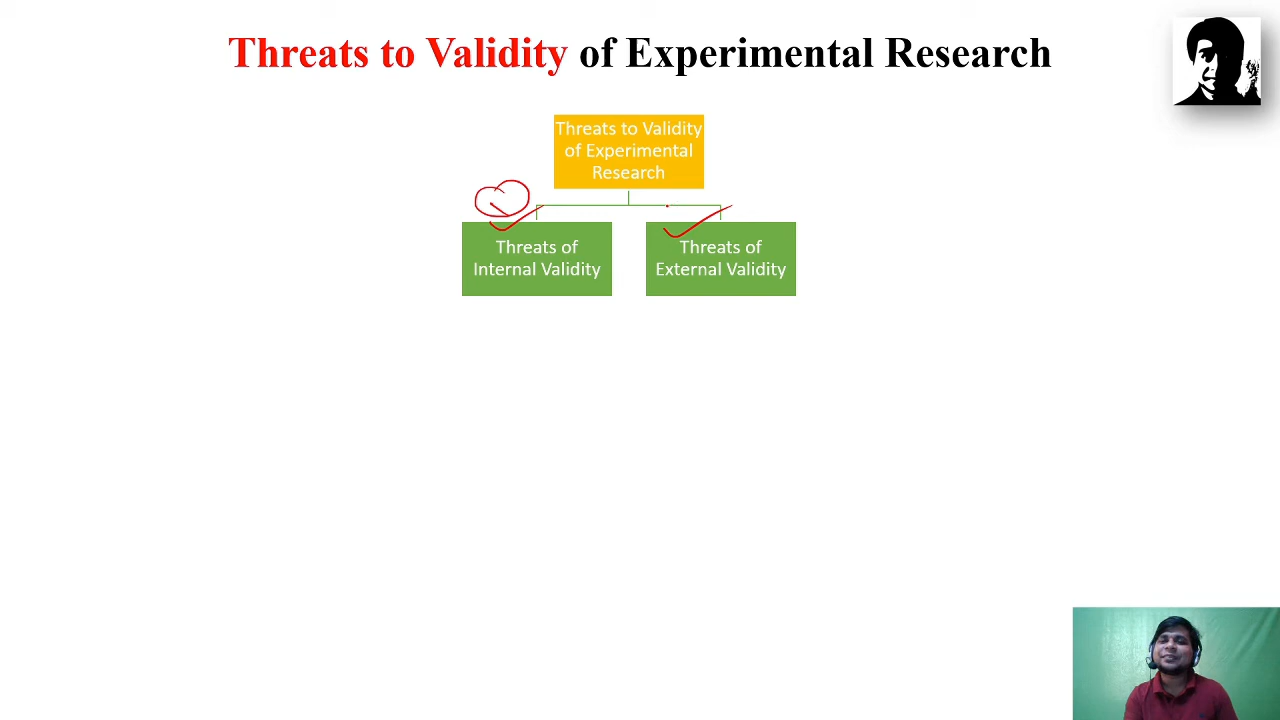 Threats to Validity of Experimental Research
Threats to Validity
of Experimental
Research
Threats of
Internal Validity
Threats of
External Validity